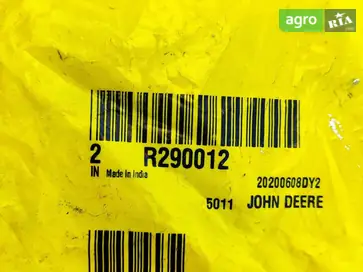 agro RIA
2 R290012
IN Made in India
20200608DY2
5011 JOHN DEERE